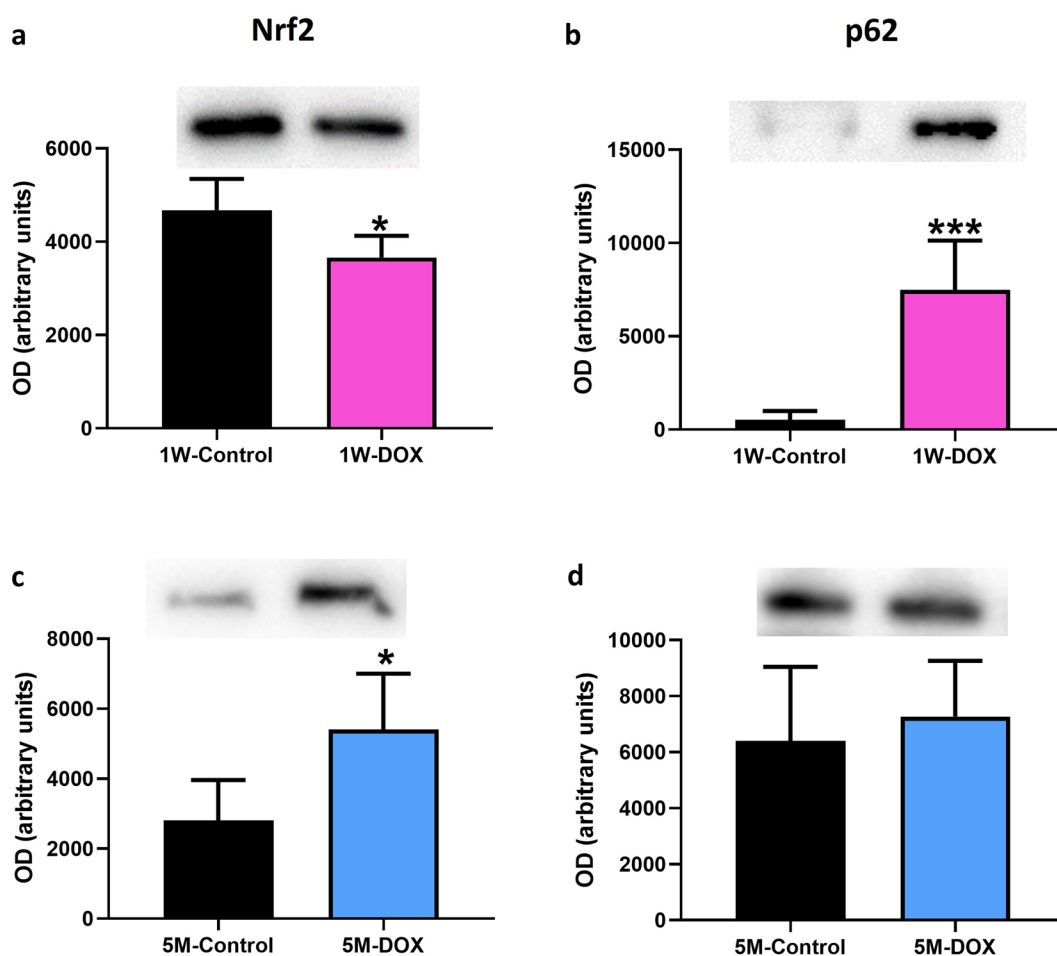 a
Nrf2
6000
4000
2000
0
OD (arbitrary units)
*
1W-Control
1W-DOX
b
p62
15000
10000
5000
0
OD (arbitrary units)
***
1W-Control
1W-DOX
c
8000
6000
4000
2000
0
OD (arbitrary units)
*
5M-Control
5M-DOX
d
10000
8000
6000
4000
2000
0
OD (arbitrary units)
5M-Control
5M-DOX